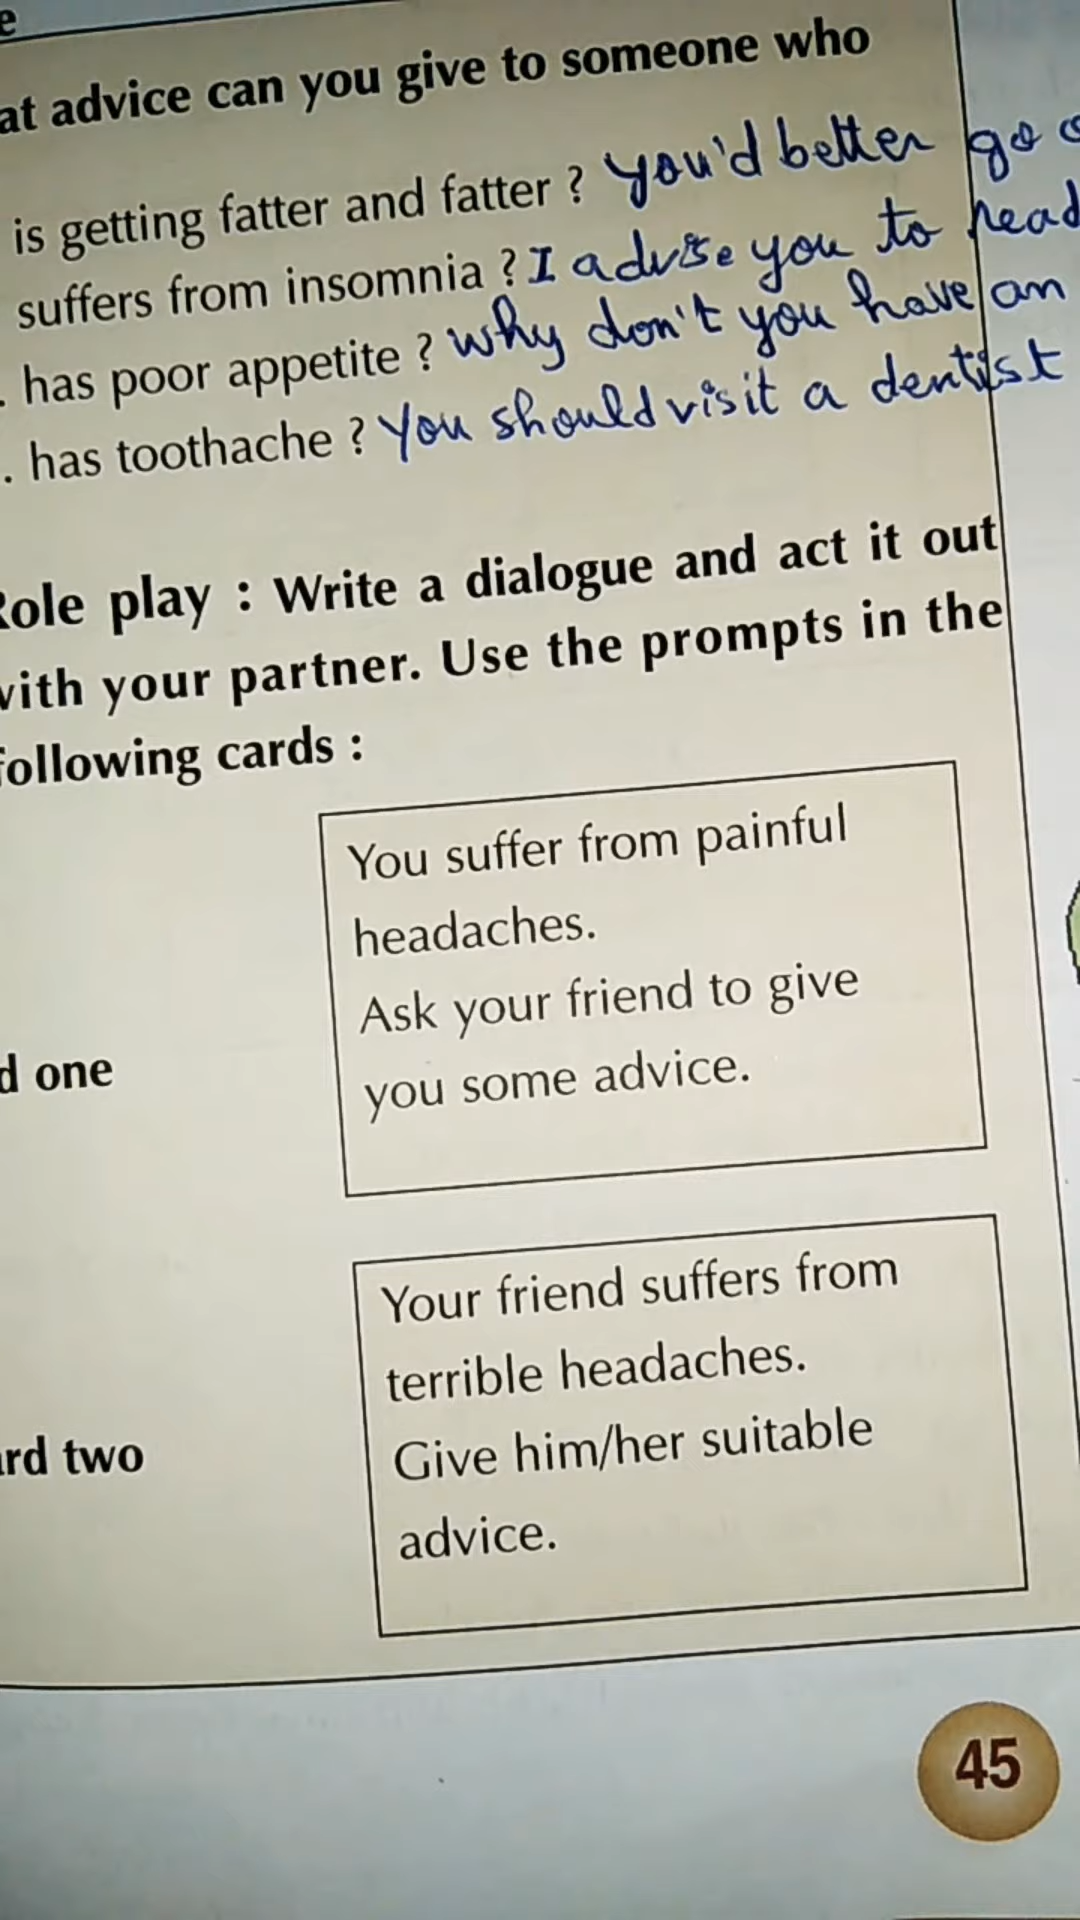 at advice can you give to someone who
is getting fatter and fatter ? you'd better go
suffers from insomnia ? I advise you to read
. has poor appetite ? why don't you have an
. has toothache ? You should visit a dentist
Role play : Write a dialogue and act it out
with your partner. Use the prompts in the
following cards :
You suffer from painful
headaches.
Ask your friend to give
you some advice.
d one
Your friend suffers from
terrible headaches.
Give him/her suitable
advice.
ard two
45